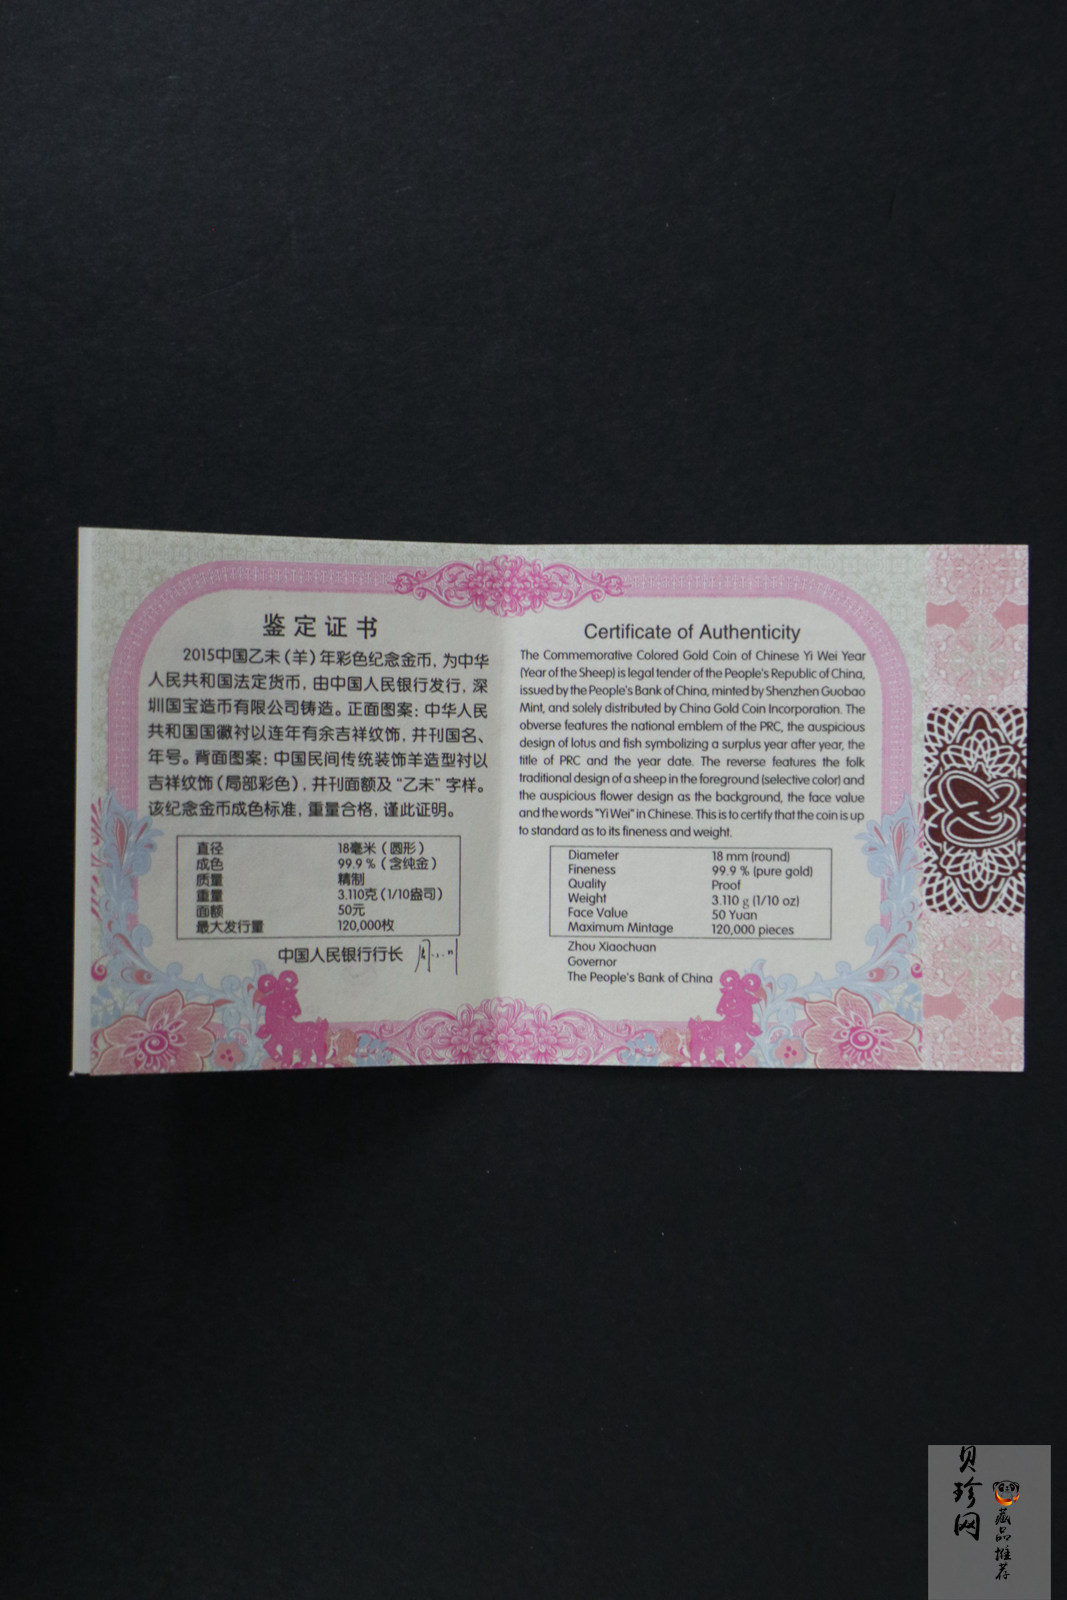 鉴定证书
2015中国乙未（羊）年彩色纪念金币，为中华
人民共和国法定货币，由中国人民银行发行，深
圳国宝造币有限公司铸造。正面图案：中华人民
共和国国徽衬以连年有余吉祥纹饰，并刊国名、
年号。背面图案：中国民间传统装饰羊造型衬以
吉祥纹饰（局部彩色），并刊面额及“乙未”字样。
该纪念金币成色标准，重量合格，谨此证明。
直径 18毫米（圆形）
成色 99.9 %（含纯金）
质量 精制
重量 3.110克（1/10盎司）
面额 50元
最大发行量 120,000枚
中国人民银行行长
Certificate of Authenticity
The Commemorative Colored Gold Coin of Chinese Yi Wei Year
(Year of the Sheep) is legal tender of the People's Republic of China,
issued by the People's Bank of China, minted by Shenzhen Guobao
Mint, and solely distributed by China Gold Coin Incorporation. The
obverse features the national emblem of the PRC, the auspicious
design of lotus and fish symbolizing a surplus year after year, the
title of PRC and the year date. The reverse features the folk
traditional design of a sheep in the foreground (selective color) and
the auspicious flower design as the background, the face value
and the words "Yi Wei" in Chinese. This is to certify that the coin is up
to standard as to its fineness and weight.
Diameter 18 mm (round)
Fineness 99.9 % (pure gold)
Quality Proof
Weight 3.110 g (1/10 oz)
Face Value 50 Yuan
Maximum Mintage 120,000 pieces
Zhou Xiaochuan
Governor
The People's Bank of China
贝珍网
藏品推荐